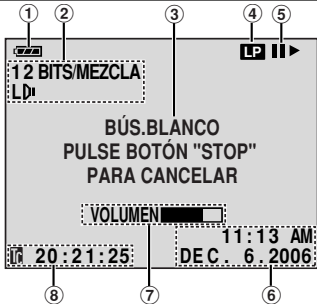 ① ② ③ ④ ⑤
LP
12 BITS/MEZCLA
L
BÚS.BLANCO
PULSE BOTÓN "STOP"
PARA CANCELAR
VOLUMEN
11:13 AM
20:21:25 DEC. 6.2006
⑧ ⑦ ⑥